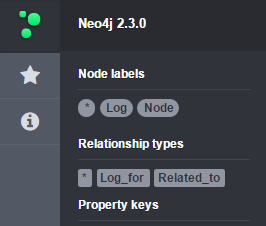 Neo4j 2.3.0
Node labels
* Log Node
Relationship types
* Log_for Related_to
Property keys